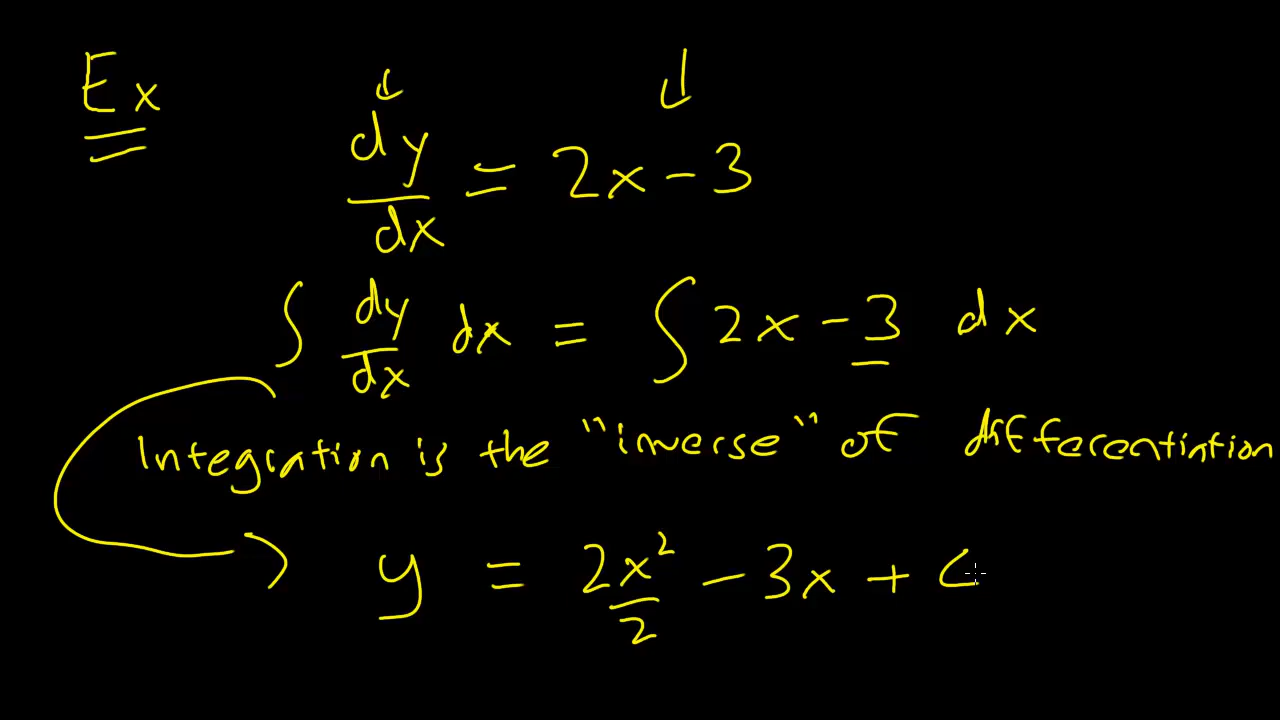 Ex
dy/dx = 2x - 3
∫ dy/dx dx = ∫ 2x - 3 dx
Integration is the "inverse" of differentiation
y = 2x²/2 - 3x + C